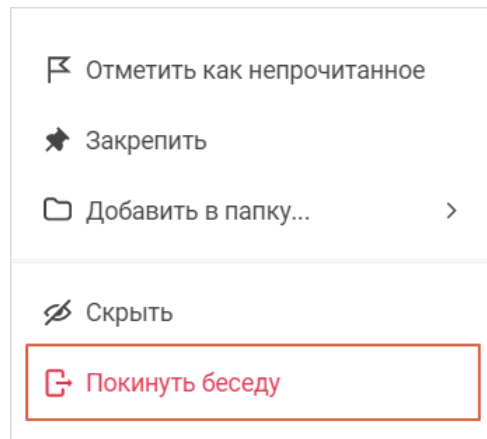 Отметить как непрочитанное
Закрепить
Добавить в папку...
Скрыть
Покинуть беседу